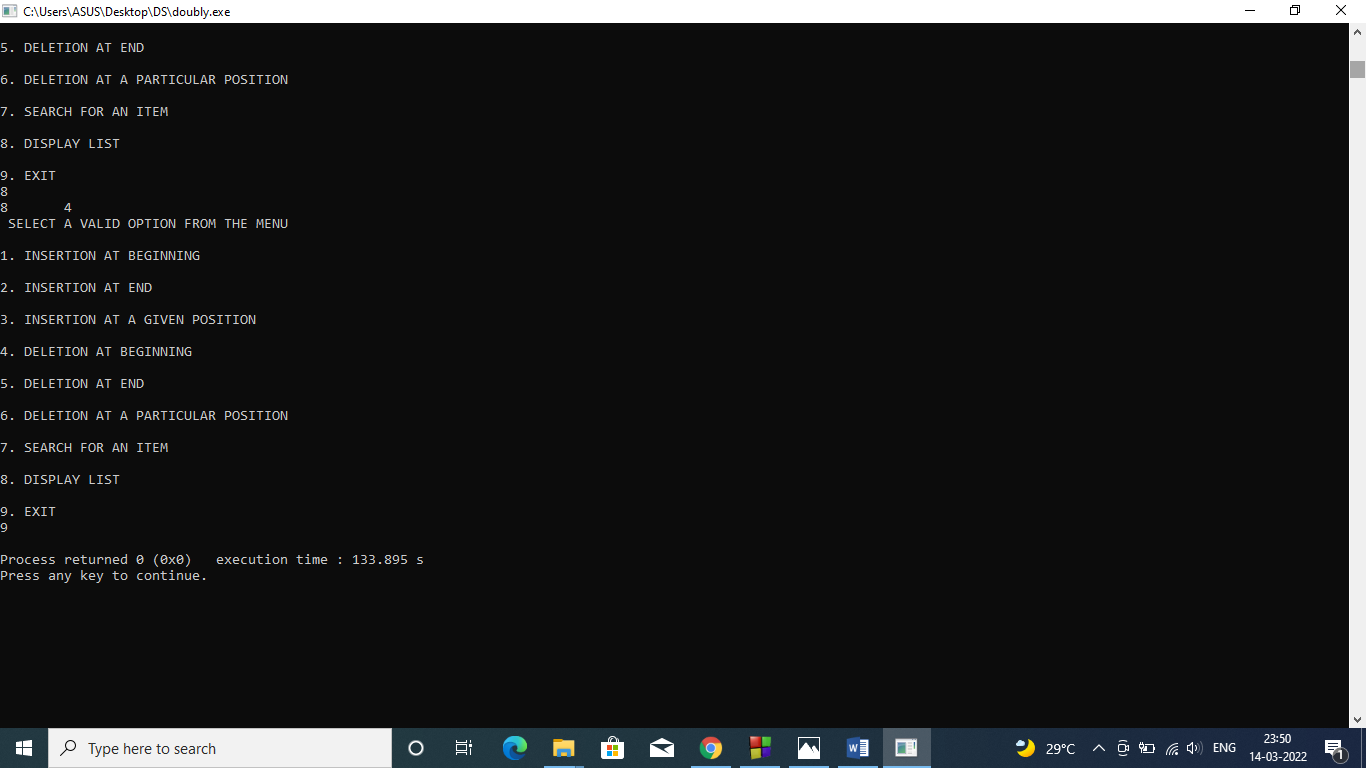 C:\Users\ASUS\Desktop\DS\doubly.exe
5. DELETION AT END
6. DELETION AT A PARTICULAR POSITION
7. SEARCH FOR AN ITEM
8. DISPLAY LIST
9. EXIT
8
8       4
 SELECT A VALID OPTION FROM THE MENU
1. INSERTION AT BEGINNING
2. INSERTION AT END
3. INSERTION AT A GIVEN POSITION
4. DELETION AT BEGINNING
5. DELETION AT END
6. DELETION AT A PARTICULAR POSITION
7. SEARCH FOR AN ITEM
8. DISPLAY LIST
9. EXIT
9
Process returned 0 (0x0)   execution time : 133.895 s
Press any key to continue.
Type here to search
29°C
ENG
23:50
14-03-2022
1